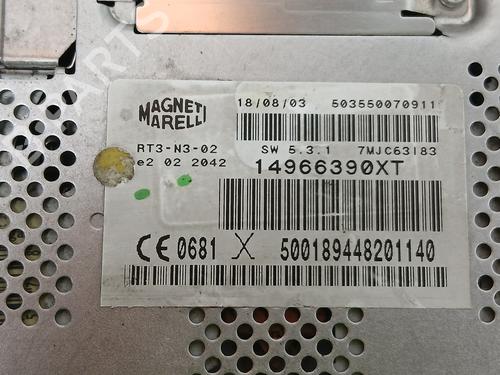 MAGNETI
MARELLI
18/08/03 503550070911
RT3-N3-02
e2 02 2042
SW 5.3.1 7MJC63183
14966390XT
CE 0681 500189448201140